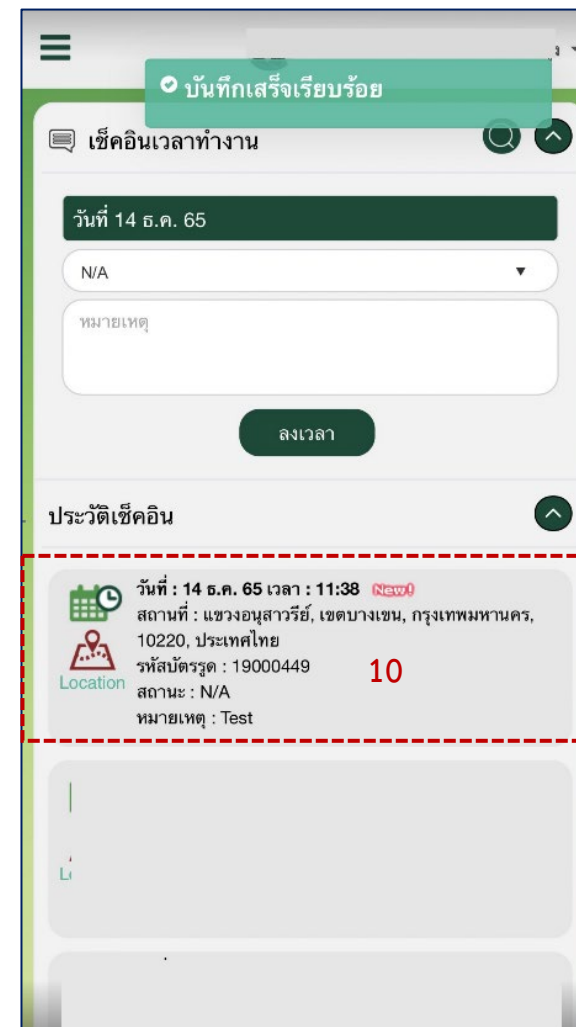 บันทึกเสร็จเรียบร้อย
เช็คอินเวลาทำงาน
วันที่ 14 ธ.ค. 65
N/A
หมายเหตุ
ลงเวลา
ประวัติเช็คอิน
วันที่ : 14 ธ.ค. 65 เวลา : 11:38 New!
สถานที่ : แขวงอนุสาวรีย์, เขตบางเขน, กรุงเทพมหานคร,
10220, ประเทศไทย
รหัสบัตรรูด : 19000449
10
Location
สถานะ : N/A
หมายเหตุ : Test